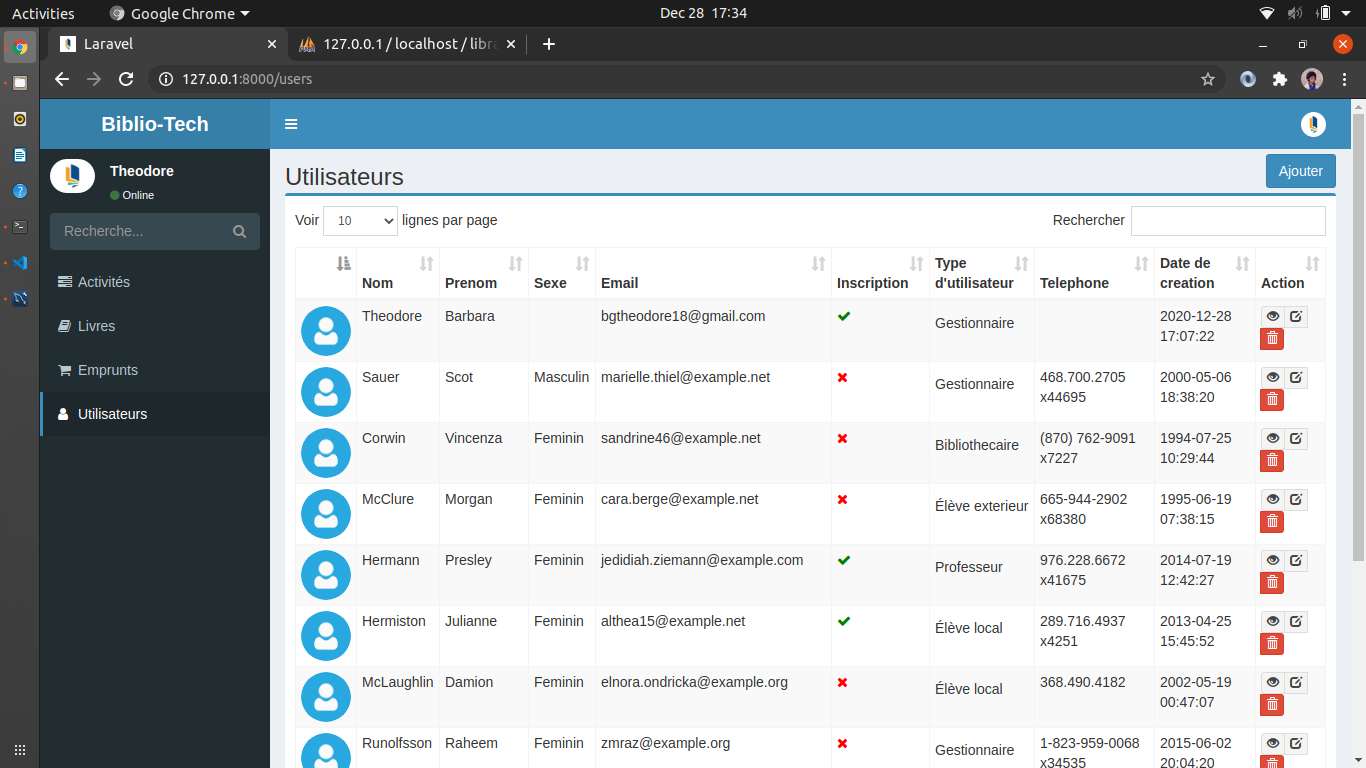 Activities Google Chrome Dec 28 17:34
Laravel 127.0.0.1 / localhost / libr
127.0.0.1:8000/users
Biblio-Tech
Theodore
Online
Recherche...
Activités
Livres
Emprunts
Utilisateurs
Utilisateurs
Ajouter
Voir 10 lignes par page Rechercher
Nom Prenom Sexe Email Inscription Type d'utilisateur Telephone Date de creation Action
Theodore Barbara bgtheodore18@gmail.com Gestionnaire 2020-12-28
17:07:22
Sauer Scot Masculin marielle.thiel@example.net Gestionnaire 468.700.2705 2000-05-06
x44695 18:38:20
Corwin Vincenza Feminin sandrine46@example.net Bibliothecaire (870) 762-9091 1994-07-25
x7227 10:29:44
McClure Morgan Feminin cara.berge@example.net Élève exterieur 665-944-2902 1995-06-19
x68380 07:38:15
Hermann Presley Feminin jedidiah.ziemann@example.com Professeur 976.228.6672 2014-07-19
x41675 12:42:27
Hermiston Julianne Feminin althea15@example.net Élève local 289.716.4937 2013-04-25
x4251 15:45:52
McLaughlin Damion Feminin elnora.ondricka@example.org Élève local 368.490.4182 2002-05-19
00:47:07
Runolfsson Raheem Feminin zmraz@example.org Gestionnaire 1-823-959-0068 2015-06-02
x34535 20:04:20